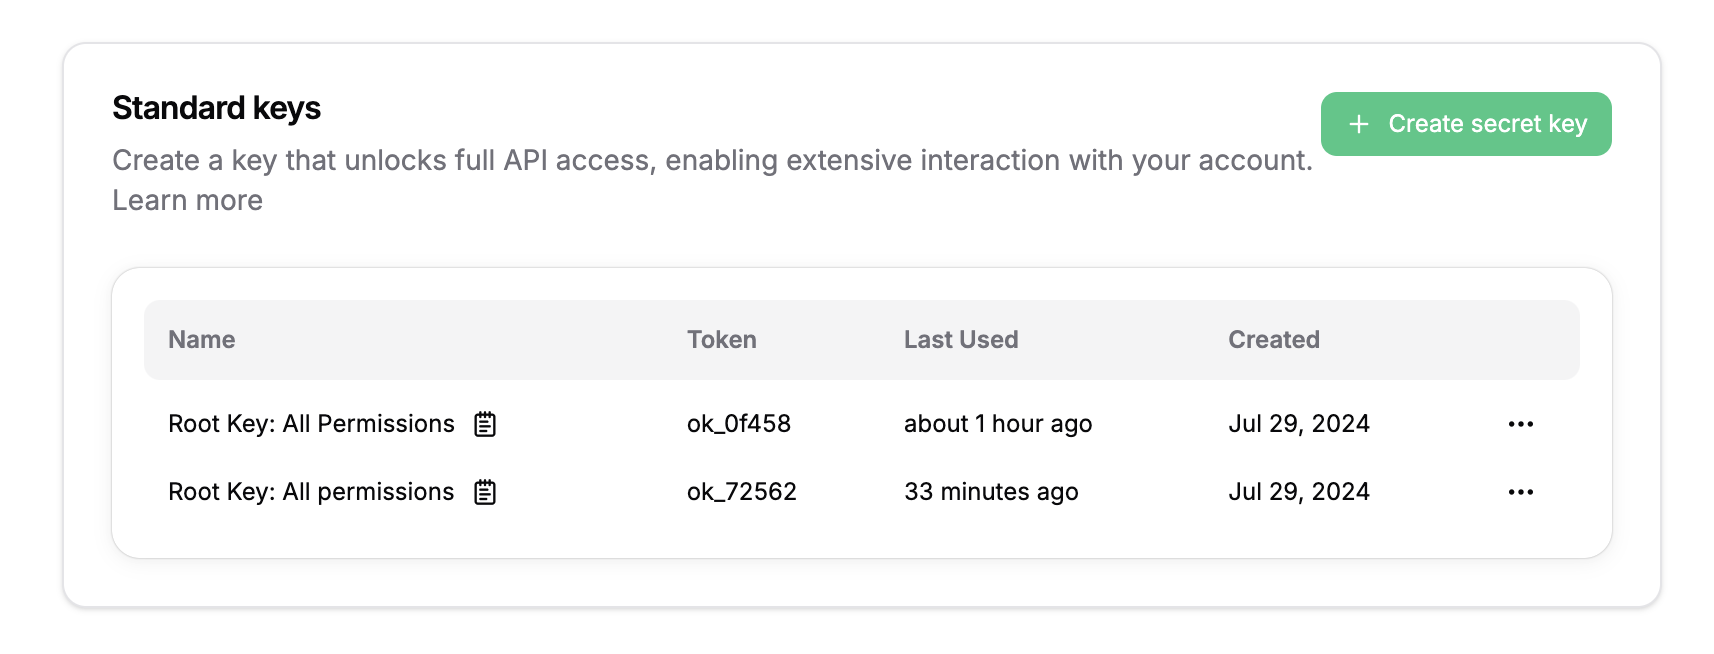 Standard keys
+ Create secret key
Create a key that unlocks full API access, enabling extensive interaction with your account.
Learn more
Name Token Last Used Created
Root Key: All Permissions ok_0f458 about 1 hour ago Jul 29, 2024 •••
Root Key: All permissions ok_72562 33 minutes ago Jul 29, 2024 •••